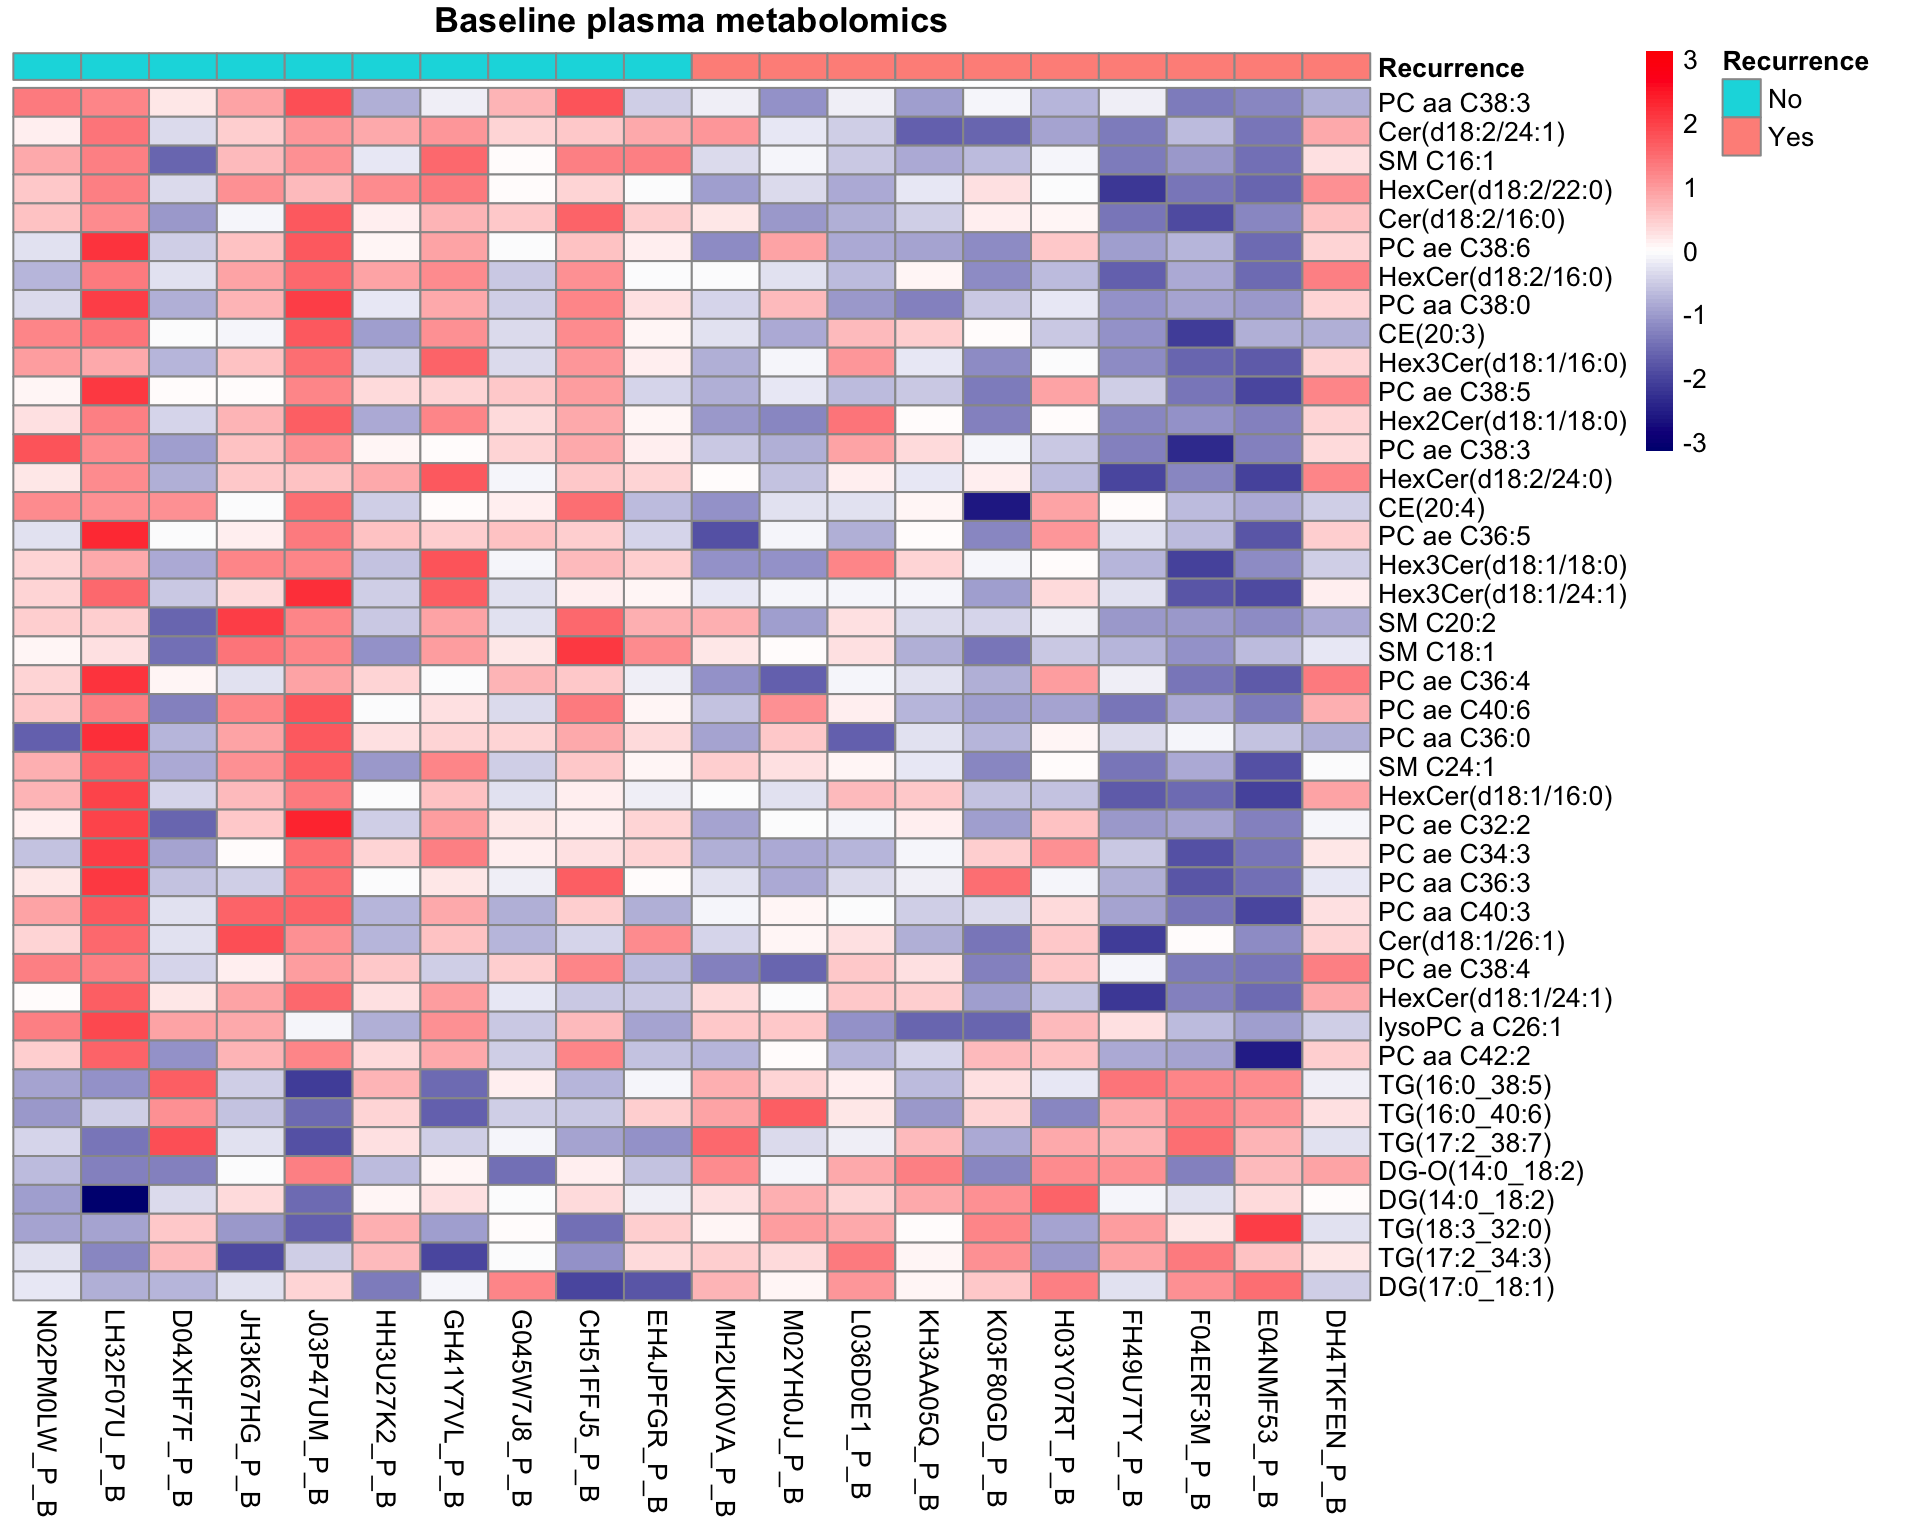 Baseline plasma metabolomics
Recurrence
PC aa C38:3
Cer(d18:2/24:1)
SM C16:1
HexCer(d18:2/22:0)
Cer(d18:2/16:0)
PC ae C38:6
HexCer(d18:2/16:0)
PC aa C38:0
CE(20:3)
Hex3Cer(d18:1/16:0)
PC ae C38:5
Hex2Cer(d18:1/18:0)
PC ae C38:3
HexCer(d18:2/24:0)
CE(20:4)
PC ae C36:5
Hex3Cer(d18:1/18:0)
Hex3Cer(d18:1/24:1)
SM C20:2
SM C18:1
PC ae C36:4
PC ae C40:6
PC aa C36:0
SM C24:1
HexCer(d18:1/16:0)
PC ae C32:2
PC ae C34:3
PC aa C36:3
PC aa C40:3
Cer(d18:1/26:1)
PC ae C38:4
HexCer(d18:1/24:1)
lysoPC a C26:1
PC aa C42:2
TG(16:0_38:5)
TG(16:0_40:6)
TG(17:2_38:7)
DG-O(14:0_18:2)
DG(14:0_18:2)
TG(18:3_32:0)
TG(17:2_34:3)
DG(17:0_18:1)
N02PM0LW_P_B
LH32F07U_P_B
D04XHF7F_P_B
JH3K67HG_P_B
J03P47UM_P_B
HH3U27K2_P_B
GH41Y7VL_P_B
G045W7J8_P_B
CH51FFJ5_P_B
EH4JPFGR_P_B
MH2UK0VA_P_B
M02YH0JJ_P_B
L036D0E1_P_B
KH3AA05Q_P_B
K03F80GD_P_B
H03Y07RT_P_B
FH49U7TY_P_B
F04ERF3M_P_B
E04NMF53_P_B
DH4TKFEN_P_B
3
2
1
0
-1
-2
-3
Recurrence
No
Yes